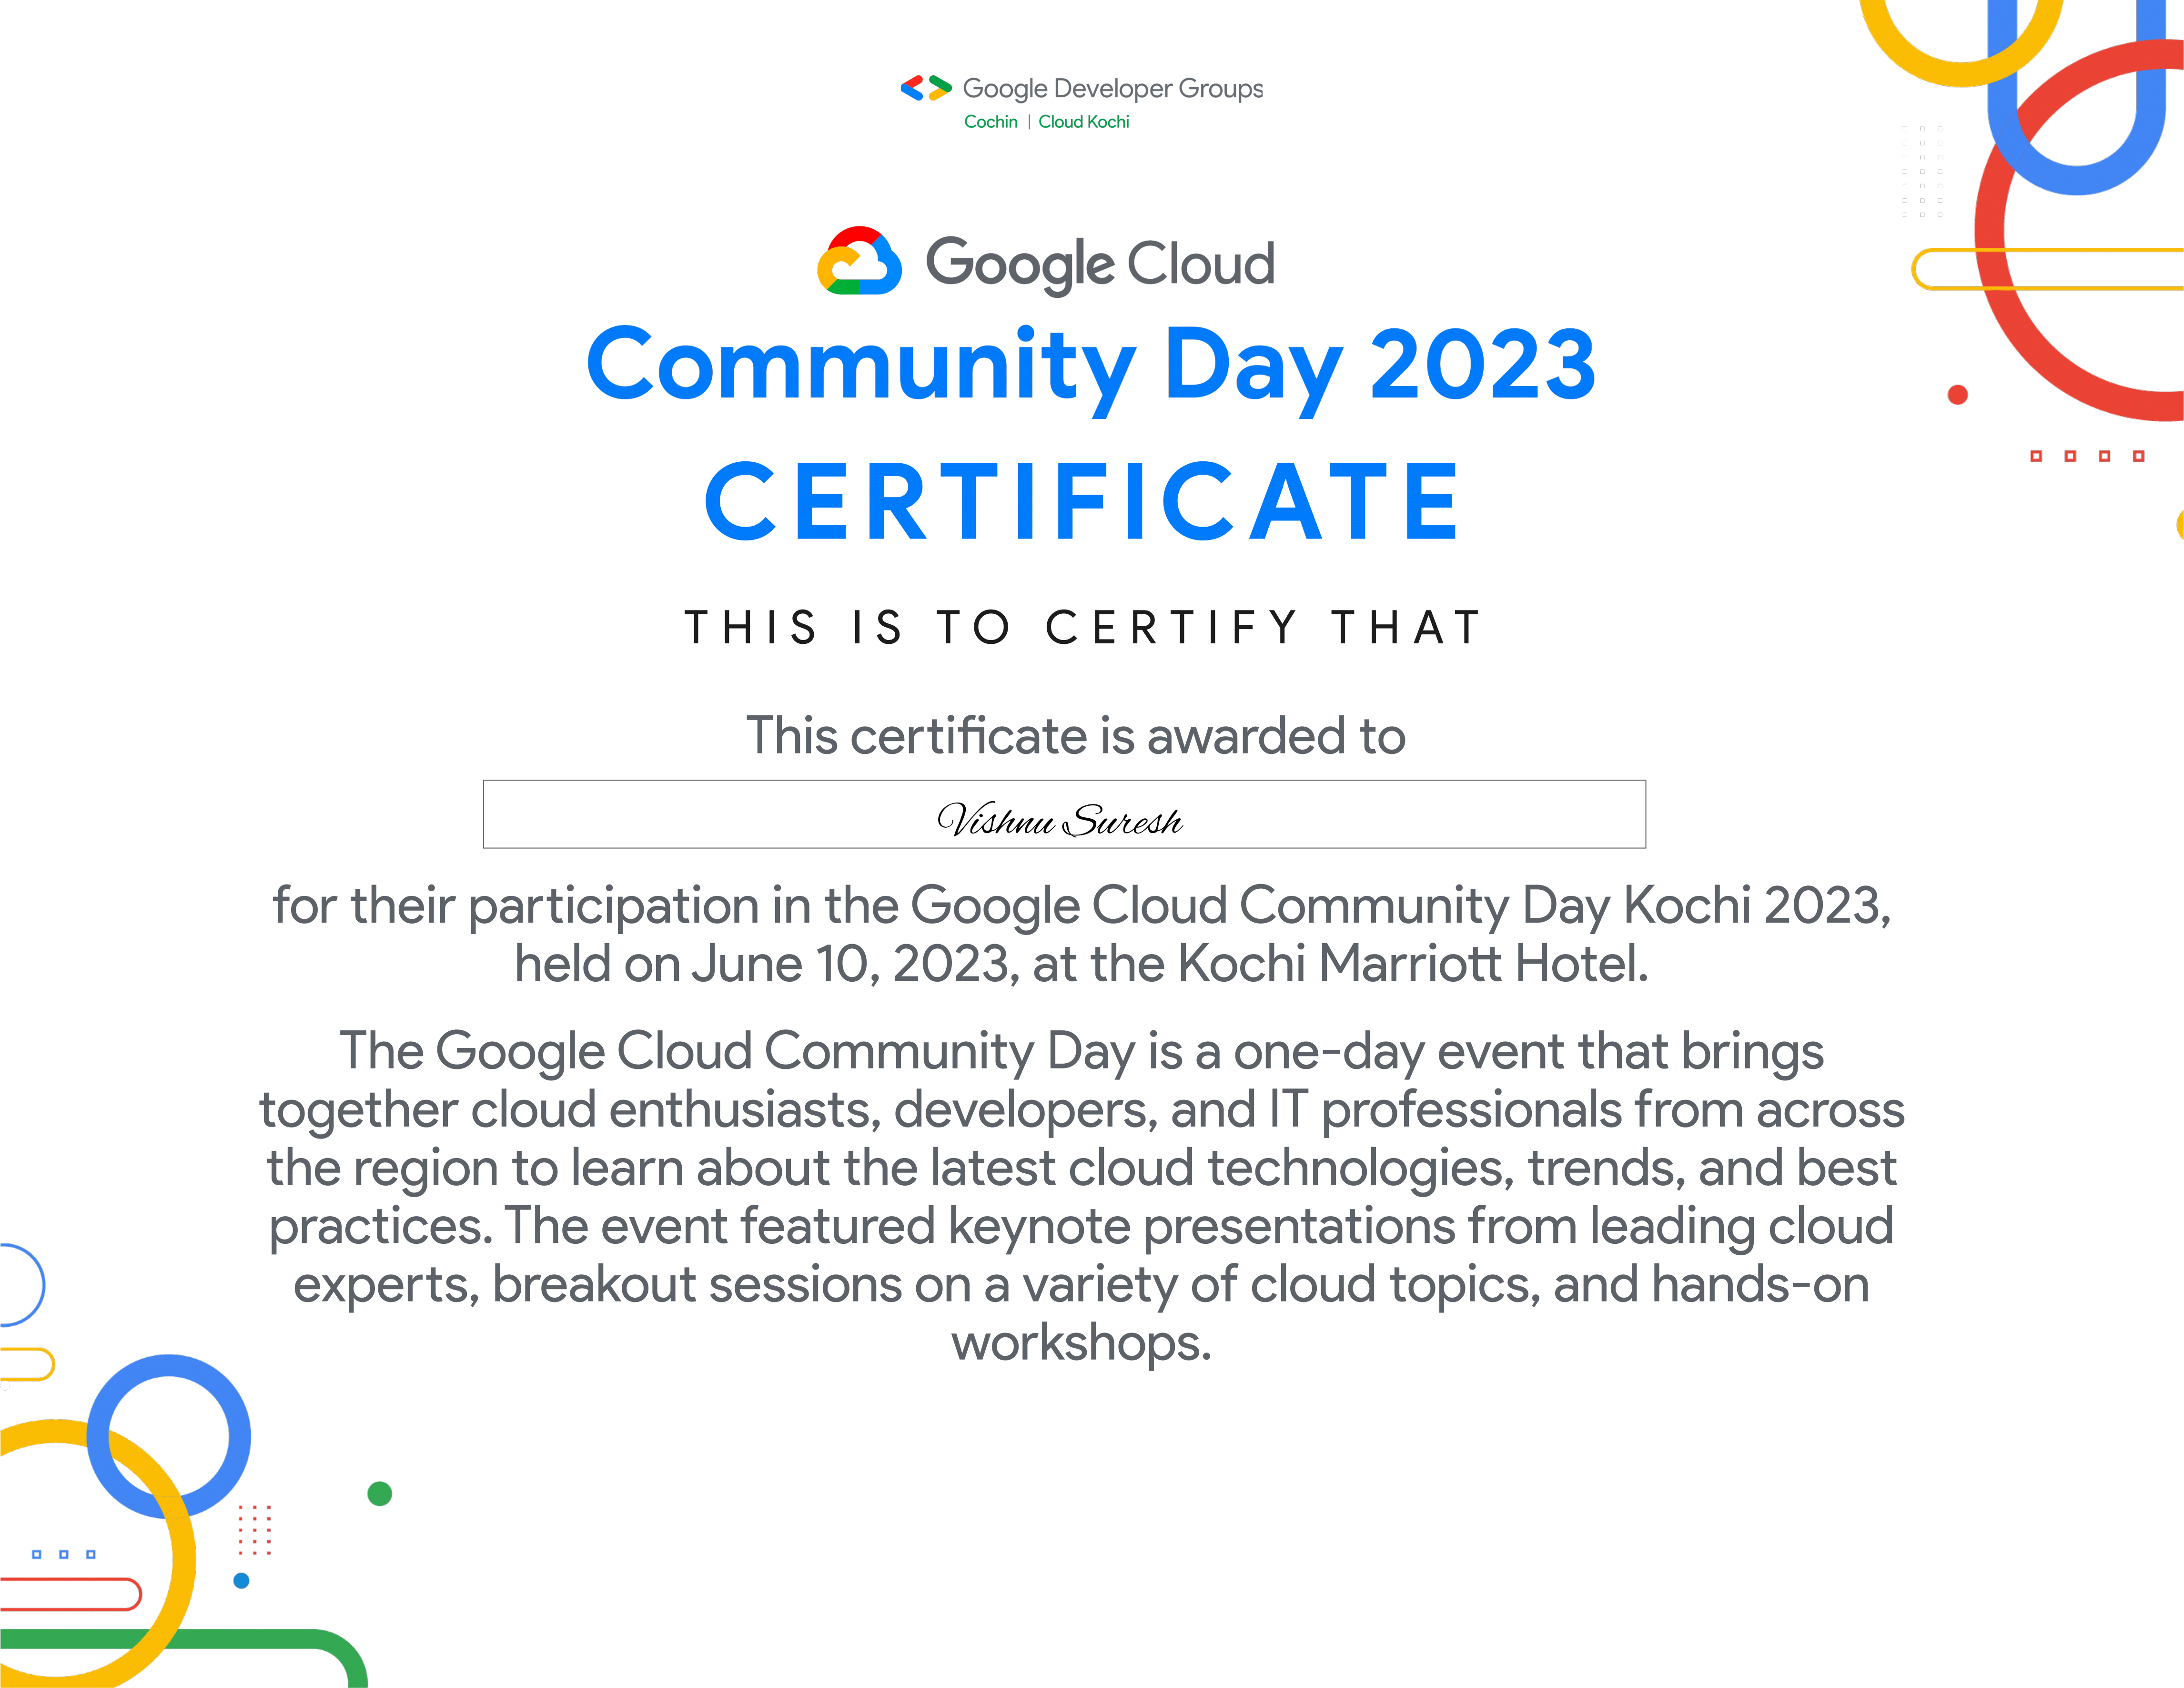 Google Developer Groups
Cochin | Cloud Kochi
Google Cloud
Community Day 2023
CERTIFICATE
THIS IS TO CERTIFY THAT
This certificate is awarded to
Vishnu Suresh
for their participation in the Google Cloud Community Day Kochi 2023,
held on June 10, 2023, at the Kochi Marriott Hotel.
The Google Cloud Community Day is a one-day event that brings
together cloud enthusiasts, developers, and IT professionals from across
the region to learn about the latest cloud technologies, trends, and best
practices. The event featured keynote presentations from leading cloud
experts, breakout sessions on a variety of cloud topics, and hands-on
workshops.